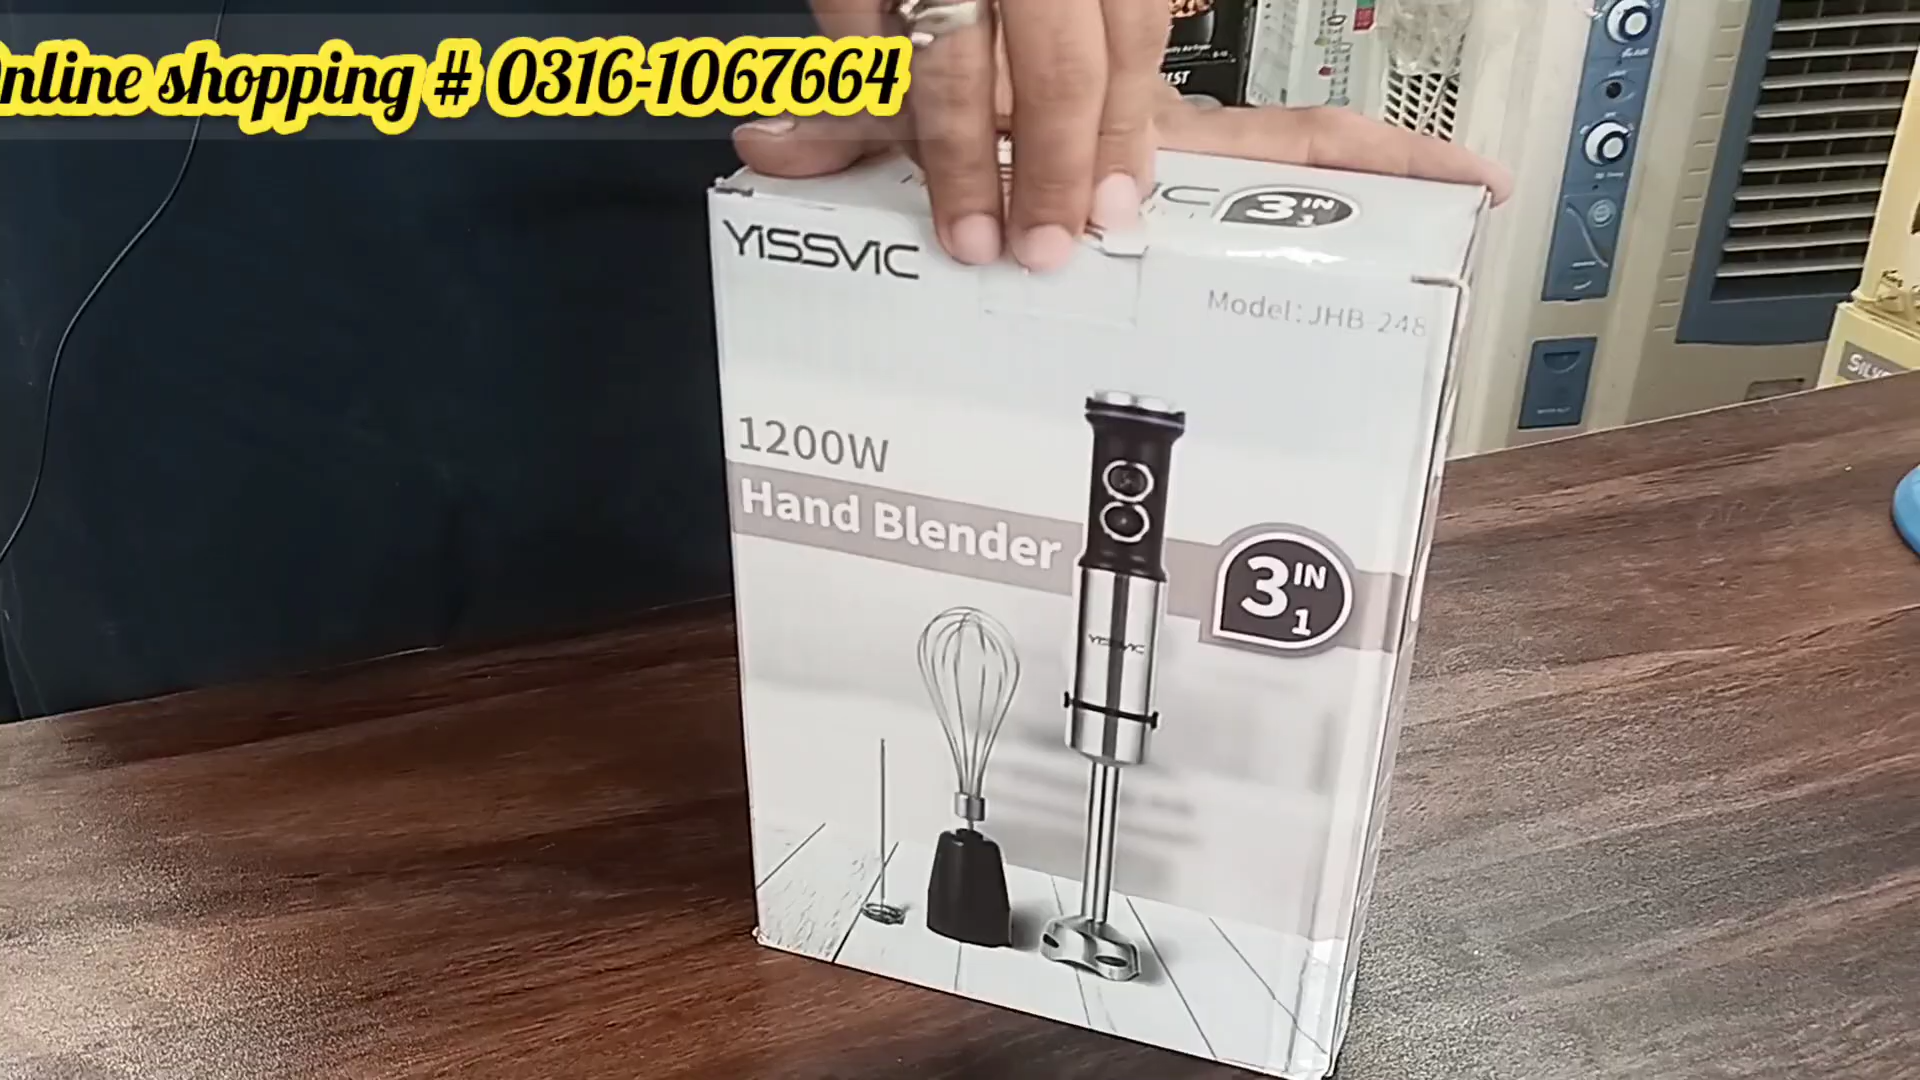 nline shopping # 0316-1067664
3 IN 1
YISSVIC
Model:JHB-248
1200W
Hand Blender
3 IN 1
YISSVIC